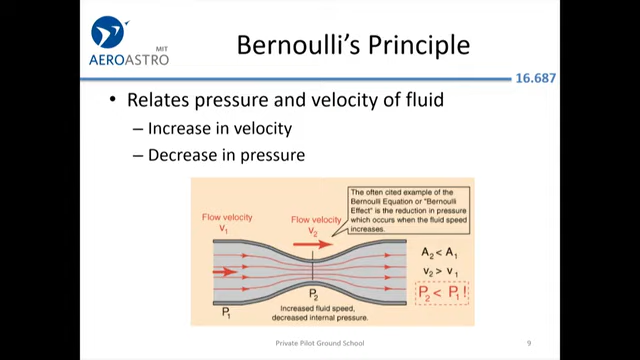 MIT
AEROASTRO
Bernoulli's Principle
16.687
• Relates pressure and velocity of fluid
– Increase in velocity
– Decrease in pressure
The often cited example of the
Bernoulli Equation or "Bernoulli
Effect" is the reduction in pressure
which occurs when the fluid speed
increases.
Flow velocity
v₁
Flow velocity
v₂
A₂ < A₁
v₂ > v₁
P₂ < P₁!
P₁
P₂
Increased fluid speed,
decreased internal pressure.
Private Pilot Ground School
9